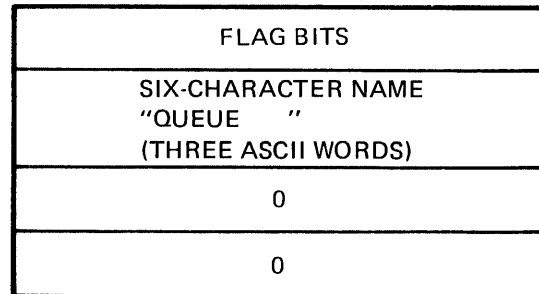 FLAG BITS
SIX-CHARACTER NAME
"QUEUE "
(THREE ASCII WORDS)
0
0